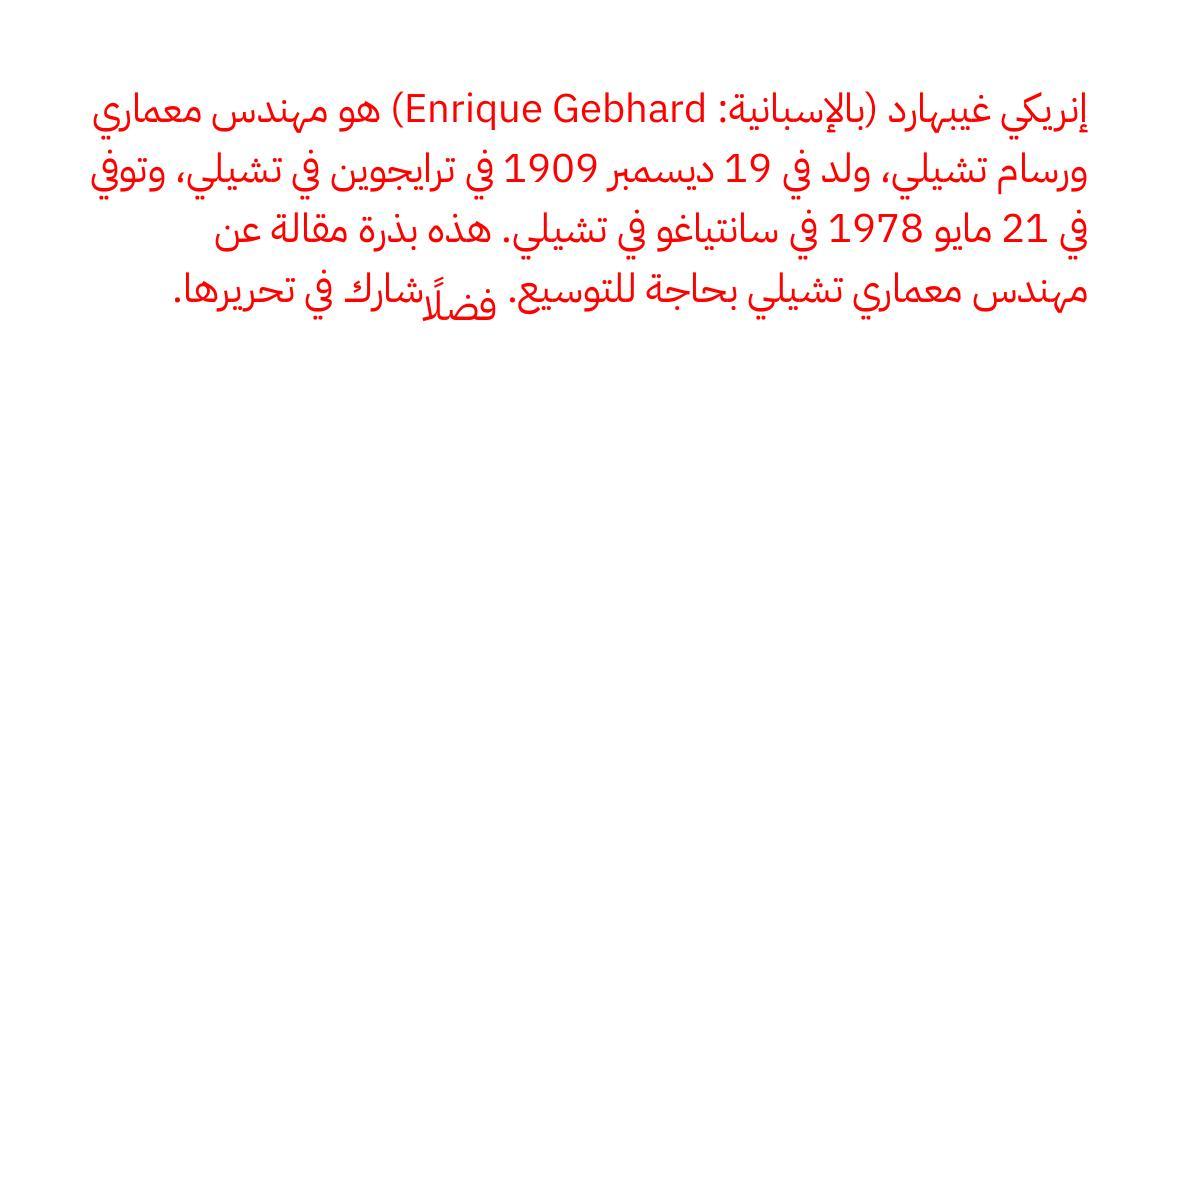 إنريكي غيبهارد (بالإسبانية: Enrique Gebhard) هو مهندس معماري
ورسام تشيلي، ولد في 19 ديسمبر 1909 في ترايجوين في تشيلي، وتوفي
في 21 مايو 1978 في سانتياغو في تشيلي. هذه بذرة مقالة عن
مهندس معماري تشيلي بحاجة للتوسيع. فضلًا شارك في تحريرها.